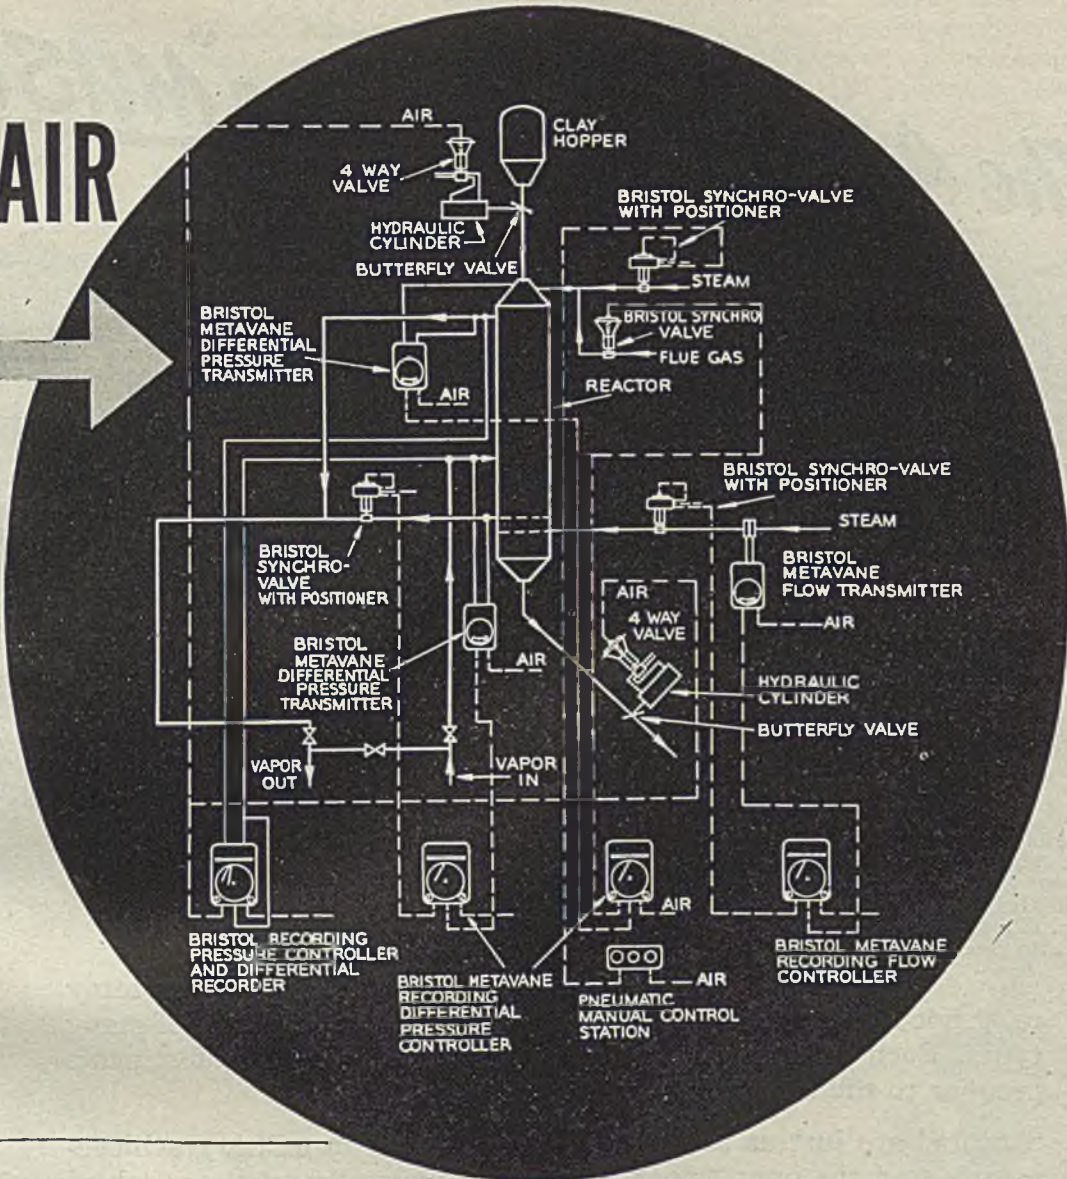 AIR
AIR
CLAY
HOPPER
4 WAY
VALVE
BRISTOL SYNCHRO-VALVE
WITH POSITIONER
HYDRAULIC
CYLINDER
BUTTERFLY VALVE
STEAM
BRISTOL
METAVANE
DIFFERENTIAL
PRESSURE
TRANSMITTER
BRISTOL SYNCHRO
VALVE
FLUE GAS
REACTOR
AIR
BRISTOL SYNCHRO-VALVE
WITH POSITIONER
STEAM
BRISTOL
SYNCHRO-
VALVE
WITH POSITIONER
BRISTOL
METAVANE
FLOW TRANSMITTER
AIR
AIR
4 WAY
VALVE
BRISTOL
METAVANE
DIFFERENTIAL
PRESSURE
TRANSMITTER
AIR
HYDRAULIC
CYLINDER
BUTTERFLY VALVE
VAPOR
OUT
VAPOR
IN
AIR
BRISTOL RECORDING
PRESSURE CONTROLLER
AND DIFFERENTIAL
RECORDER
BRISTOL METAVANE
RECORDING
DIFFERENTIAL
PRESSURE
CONTROLLER
AIR
PNEUMATIC
MANUAL CONTROL
STATION
BRISTOL METAVANE
RECORDING FLOW
CONTROLLER